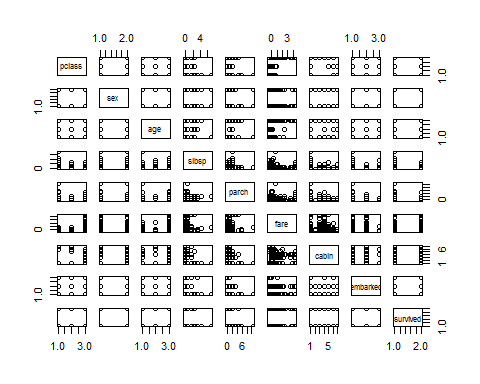 1.0 2.0 0 4 0 3
pclass 1.0
1.0 sex
age 1.0
0 sibsp
parch 0
0 fare
cabin 1 6
1.0 embarked
survived 1.0
1.0 3.0 1.0 3.0 0 6 1 5 1.0 2.0